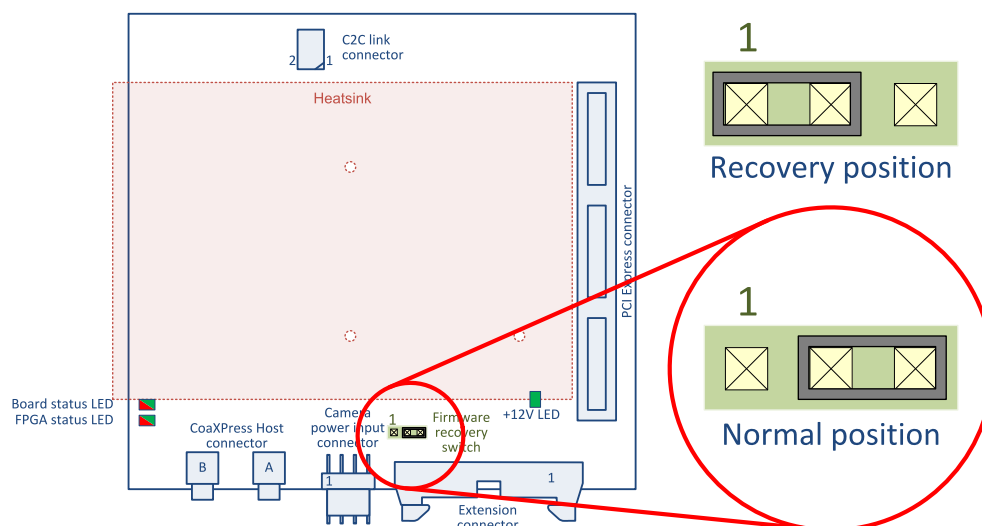 C2C link
connector
2
1
Heatsink
PCI Express connector
Board status LED
FPGA status LED
CoaXPress Host
connector
B
A
Camera
power input
connector
1
1
Firmware
recovery
switch
+12V LED
1
Extension
connector
1
Recovery position
1
Normal position